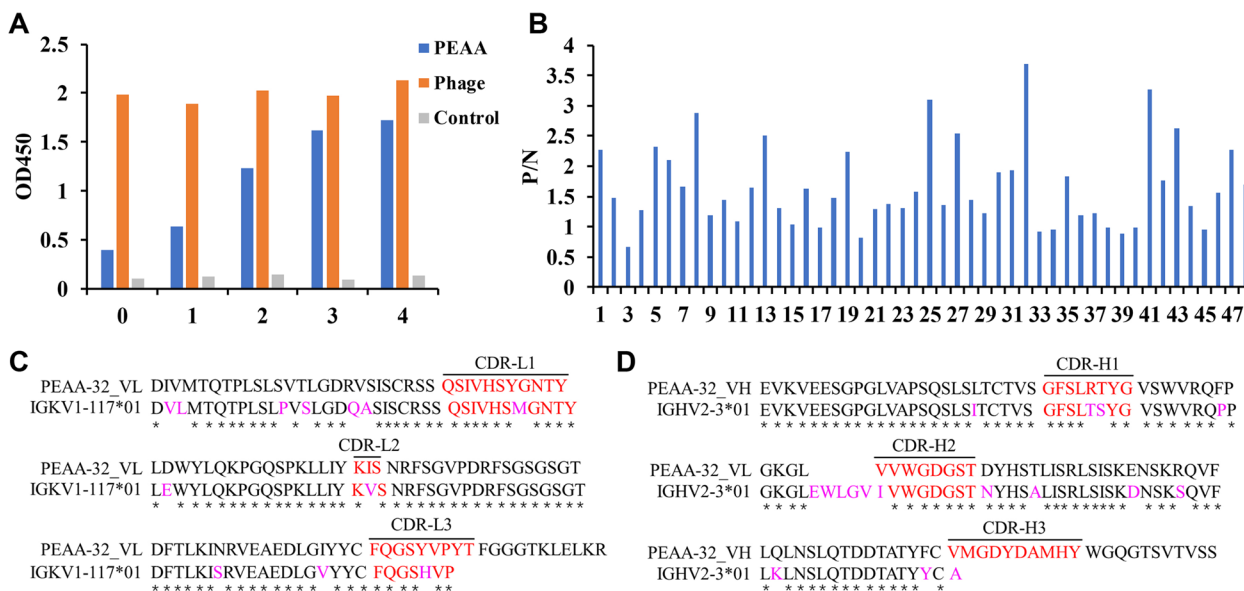 A
2.5
2
1.5
1
0.5
0
OD450
0 1 2 3 4
PEAA
Phage
Control
B
4
3.5
3
2.5
2
1.5
1
0.5
0
P/N
1 3 5 7 9 11 13 15 17 19 21 23 25 27 29 31 33 35 37 39 41 43 45 47
C
CDR-L1
PEAA-32_VL DIVMTQTPLSLSVTLGDRVSISCRSS QSIVHSYGNTY
IGKV1-117*01 DVLMTQTPLSLPVSLGDQASISCRSS QSIVHSMGNTY
CDR-L2
PEAA-32_VL LDWYLQKPGQSPKLLIY KIS NRFSGVPDRFSGSGSGT
IGKV1-117*01 LEWYLQKPGQSPKLLIY KVS NRFSGVPDRFSGSGSGT
CDR-L3
PEAA-32_VL DFTLKINRVEAEDLGIYYC FQGSYVPYT FGGGTKLELKR
IGKV1-117*01 DFTLKISRVEAEDLGVYYC FQGSHVP
D
CDR-H1
PEAA-32_VH EVKVEESGPGLVAPSQSLSLTCTVS GFSLRTYG VSWVRQFP
IGHV2-3*01 EVKVEESGPGLVAPSQSLSITCTVS GFSLTSYG VSWVRQPP
CDR-H2
PEAA-32_VL GKGL VVWGDGST DYHSTLISRLSISKENSKRQVF
IGHV2-3*01 GKGLEWLGV IVWGDGST NYHSALISRLSISKDNSKSQVF
CDR-H3
PEAA-32_VH LQLNSLQTDDTATYFC VMGDYDAMHY WGQGTSVTVSS
IGHV2-3*01 LKLNSLQTDDTATYYC A